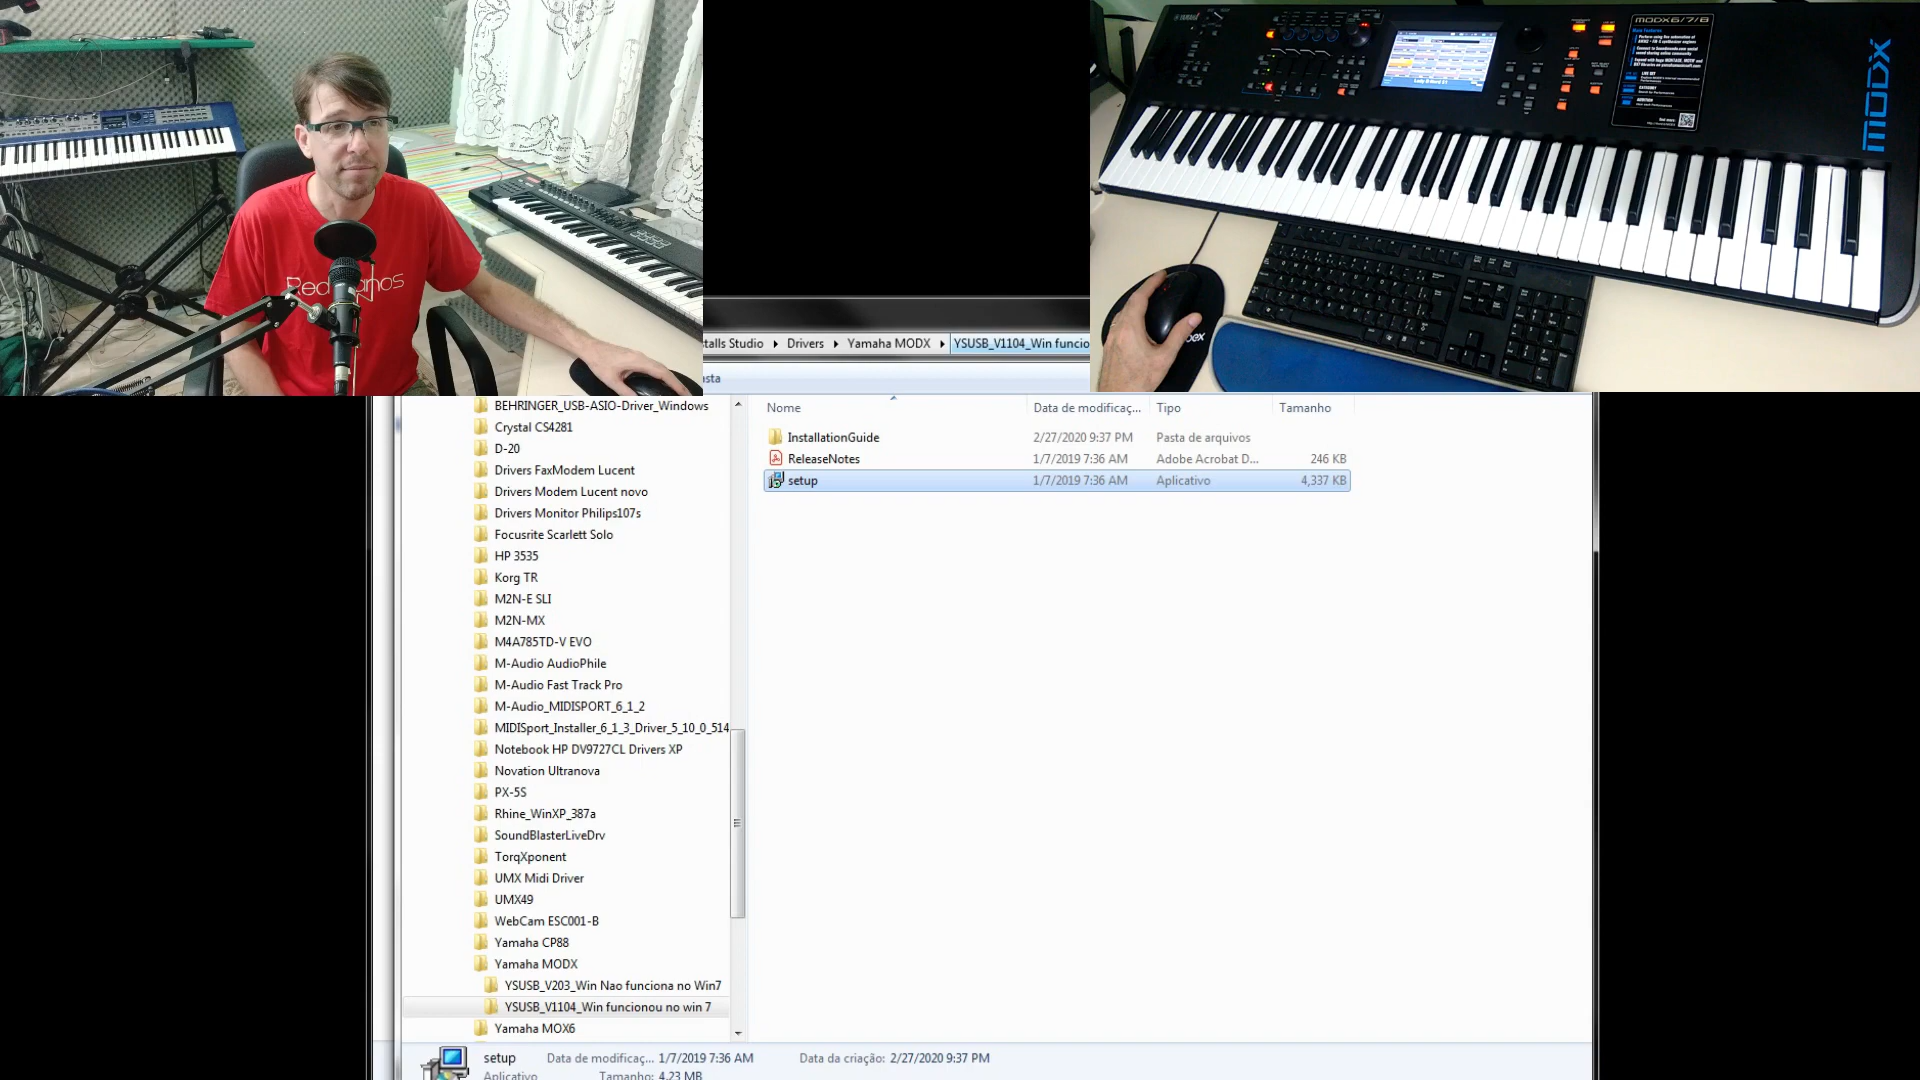 MODX6/7/8
MODX
talls Studio
Drivers
Yamaha MODX
YSUSB_V1104_Win funcio
asta
BEHRINGER_USB-ASIO-Driver_Windows
Crystal CS4281
D-20
Drivers FaxModem Lucent
Drivers Modem Lucent novo
Drivers Monitor Philips107s
Focusrite Scarlett Solo
HP 3535
Korg TR
M2N-E SLI
M2N-MX
M4A785TD-V EVO
M-Audio AudioPhile
M-Audio Fast Track Pro
M-Audio_MIDISPORT_6_1_2
MIDISport_Installer_6_1_3_Driver_5_10_0_514
Notebook HP DV9727CL Drivers XP
Novation Ultranova
PX-5S
Rhine_WinXP_387a
SoundBlasterLiveDrv
TorqXponent
UMX Midi Driver
UMX49
WebCam ESC001-B
Yamaha CP88
Yamaha MODX
YSUSB_V203_Win Nao funciona no Win7
YSUSB_V1104_Win funcionou no win 7
Yamaha MOX6
Nome Data de modificaç... Tipo Tamanho
InstallationGuide 2/27/2020 9:37 PM Pasta de arquivos
ReleaseNotes 1/7/2019 7:36 AM Adobe Acrobat D... 246 KB
setup 1/7/2019 7:36 AM Aplicativo 4,337 KB
setup Data de modificaç... 1/7/2019 7:36 AM Data da criação: 2/27/2020 9:37 PM
Aplicativo Tamanho: 4.23 MB